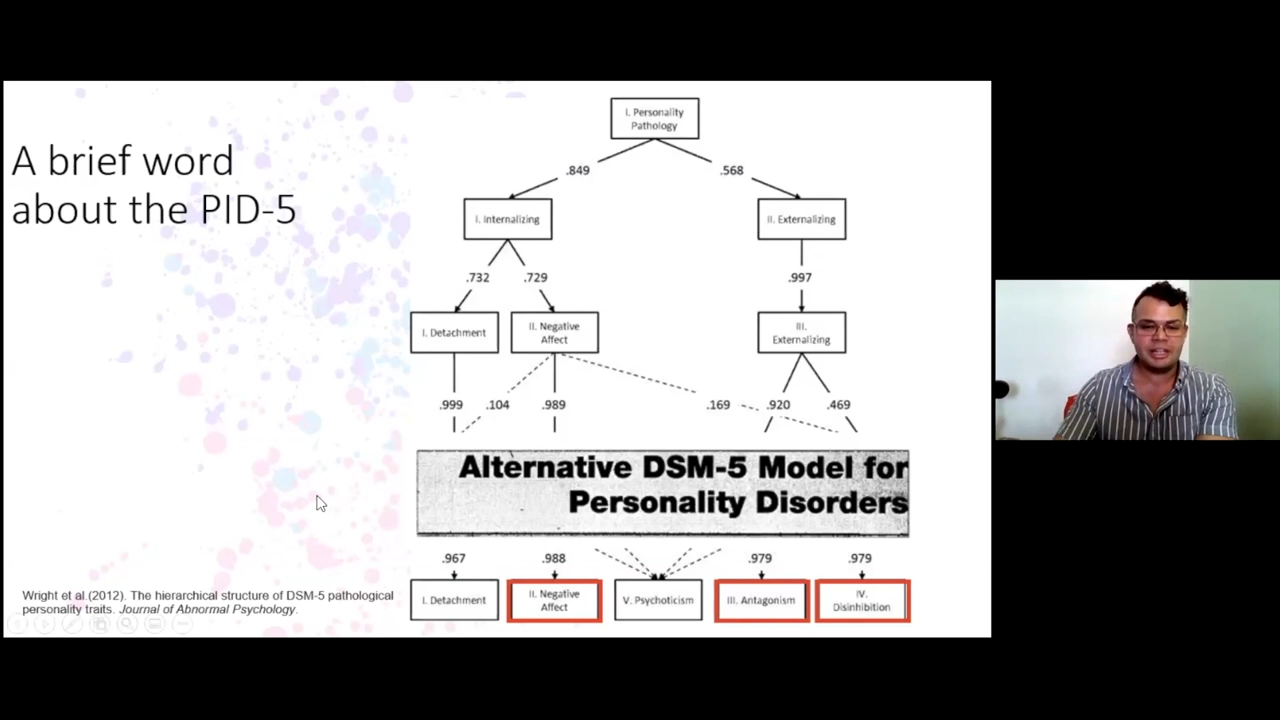 A brief word
about the PID-5
I. Personality
Pathology
.849
.568
I. Internalizing
II. Externalizing
.732
.729
.997
I. Detachment
II. Negative
Affect
III.
Externalizing
.999
.104
.989
.169
.920
.469
Alternative DSM-5 Model for
Personality Disorders
.967
.988
.979
.979
I. Detachment
II. Negative
Affect
V. Psychoticism
III. Antagonism
IV.
Disinhibition
Wright et al.(2012). The hierarchical structure of DSM-5 pathological
personality traits. Journal of Abnormal Psychology.